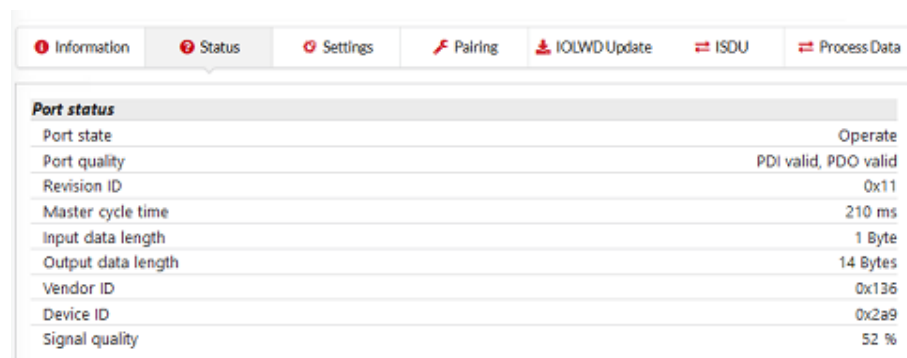 Information Status Settings Pairing IOLWD Update ISDU Process Data
Port status
Port state Operate
Port quality PDI valid, PDO valid
Revision ID 0x11
Master cycle time 210 ms
Input data length 1 Byte
Output data length 14 Bytes
Vendor ID 0x136
Device ID 0x2a9
Signal quality 52 %